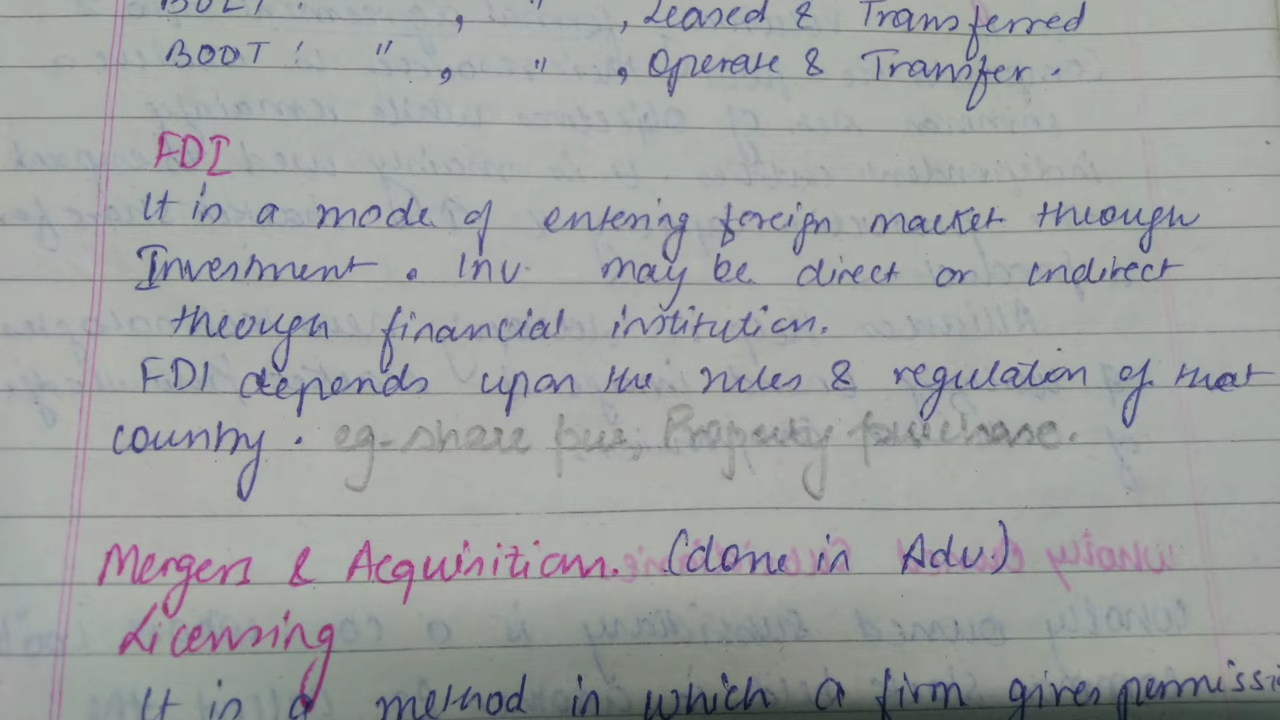 BOLT : , " , Leased & Transferred
BOOT : " , " , Operate & Transfer.
FDI
It is a mode of entering foreign market through
Investment. Inv. may be direct or indirect
through financial institution.
FDI depends upon the rules & regulation of that
country. eg- share pur, Property purchase.
Mergers & Acquisition. (done in Adv.)
Licensing
It is a method in which a firm gives permissi